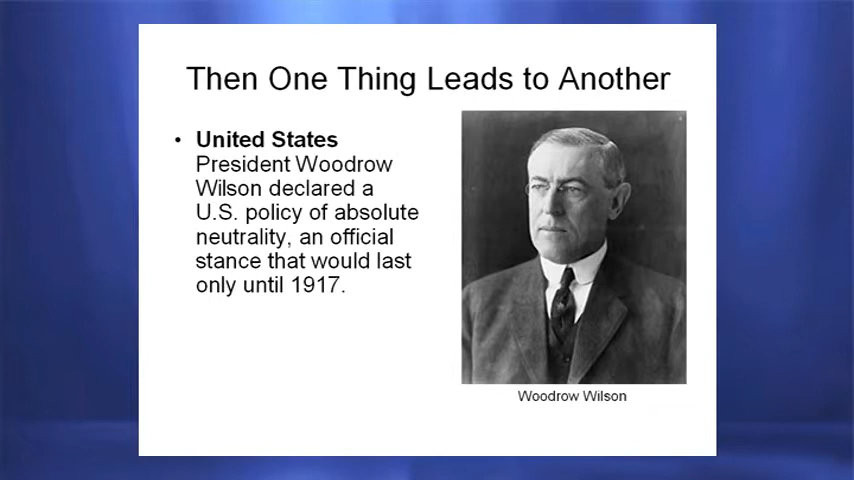 Then One Thing Leads to Another
• United States
President Woodrow
Wilson declared a
U.S. policy of absolute
neutrality, an official
stance that would last
only until 1917.
Woodrow Wilson